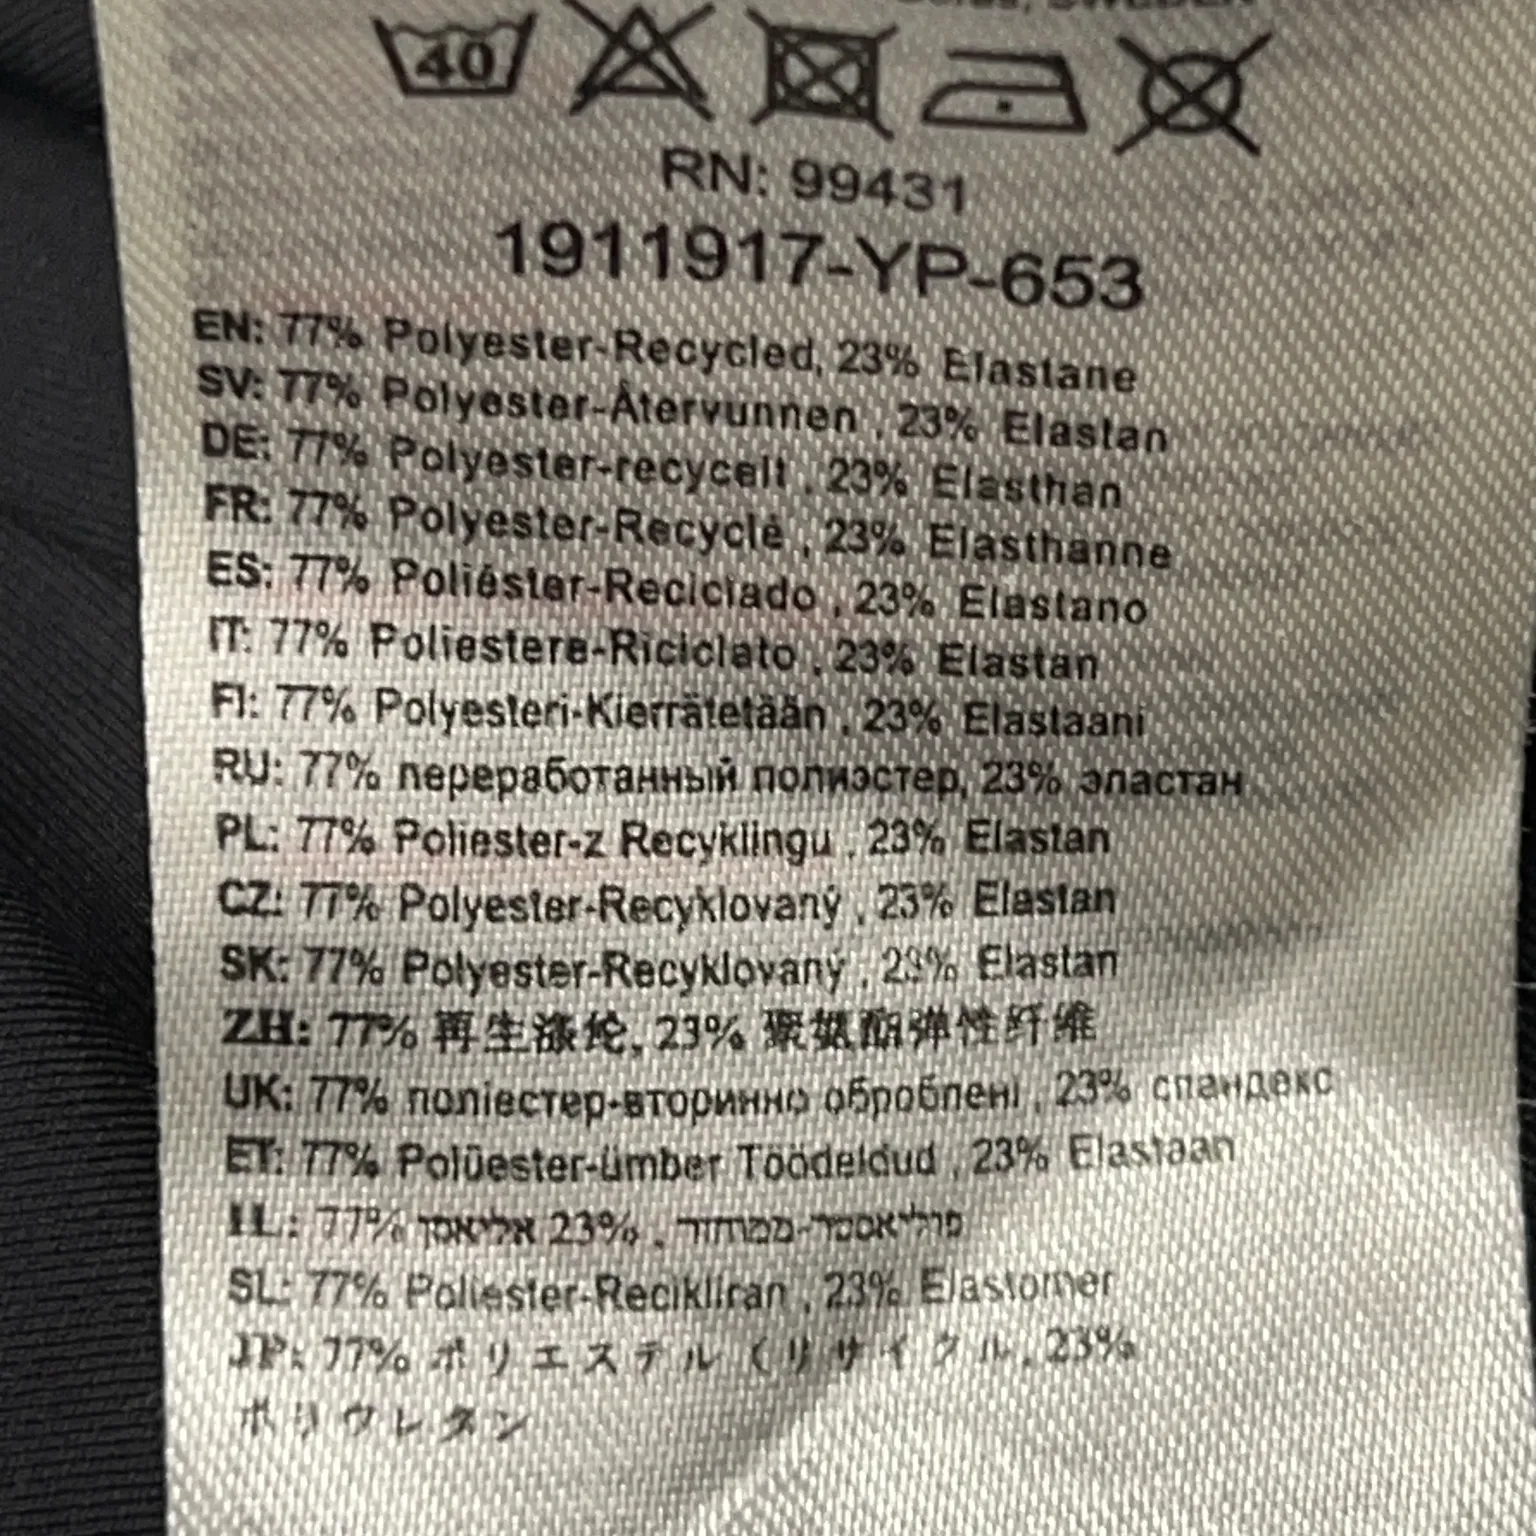 SWEDEN
40
RN: 99431
1911917-YP-653
EN: 77% Polyester-Recycled, 23% Elastane
SV: 77% Polyester-Återvunnen , 23% Elastan
DE: 77% Polyester-recycelt , 23% Elasthan
FR: 77% Polyester-Recyclé , 23% Elasthanne
ES: 77% Poliéster-Reciclado , 23% Elastano
IT: 77% Poliestere-Riciclato , 23% Elastan
FI: 77% Polyesteri-Kierrätetään , 23% Elastaani
RU: 77% переработанный полиэстер, 23% эластан
PL: 77% Poliester-z Recyklingu , 23% Elastan
CZ: 77% Polyester-Recyklovaný , 23% Elastan
SK: 77% Polyester-Recyklovaný , 23% Elastan
ZH: 77% 再生涤纶, 23% 聚氨酯弹性纤维
UK: 77% поліестер-вторинно оброблені , 23% спандекс
ET: 77% Polüester-ümber Töödeldud , 23% Elastaan
IL: 77% פוליאסטר-ממחוזר , 23% אליאסן
SL: 77% Poliester-Recikliran , 23% Elastomer
JP: 77% ポリエステル (リサイクル, 23%
ポリウレタン